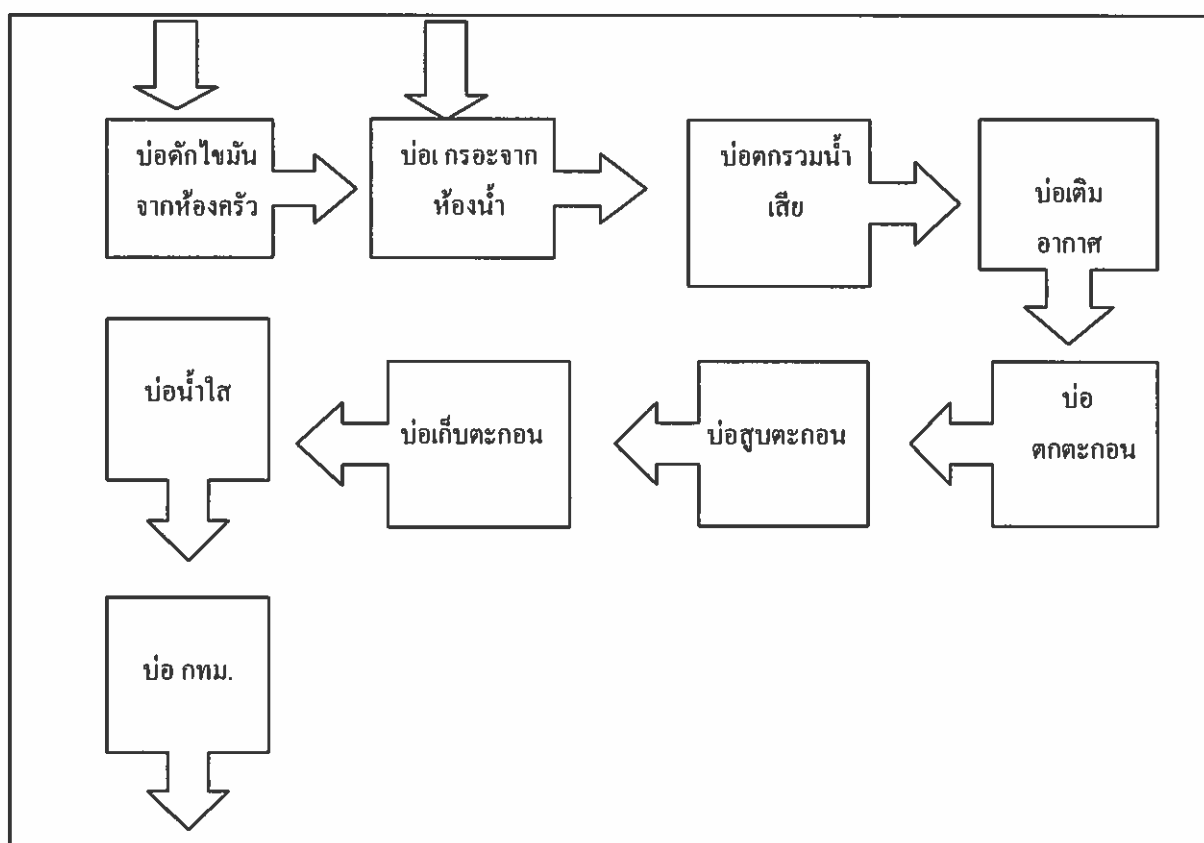 บ่อดักไขมัน
จากห้องครัว
บ่อเกรอะจาก
ห้องน้ำ
บ่อตกรวมน้ำ
เสีย
บ่อเติม
อากาศ
บ่อ
ตกตะกอน
บ่อสูบตะกอน
บ่อเก็บตะกอน
บ่อน้ำใส
บ่อ กทม.